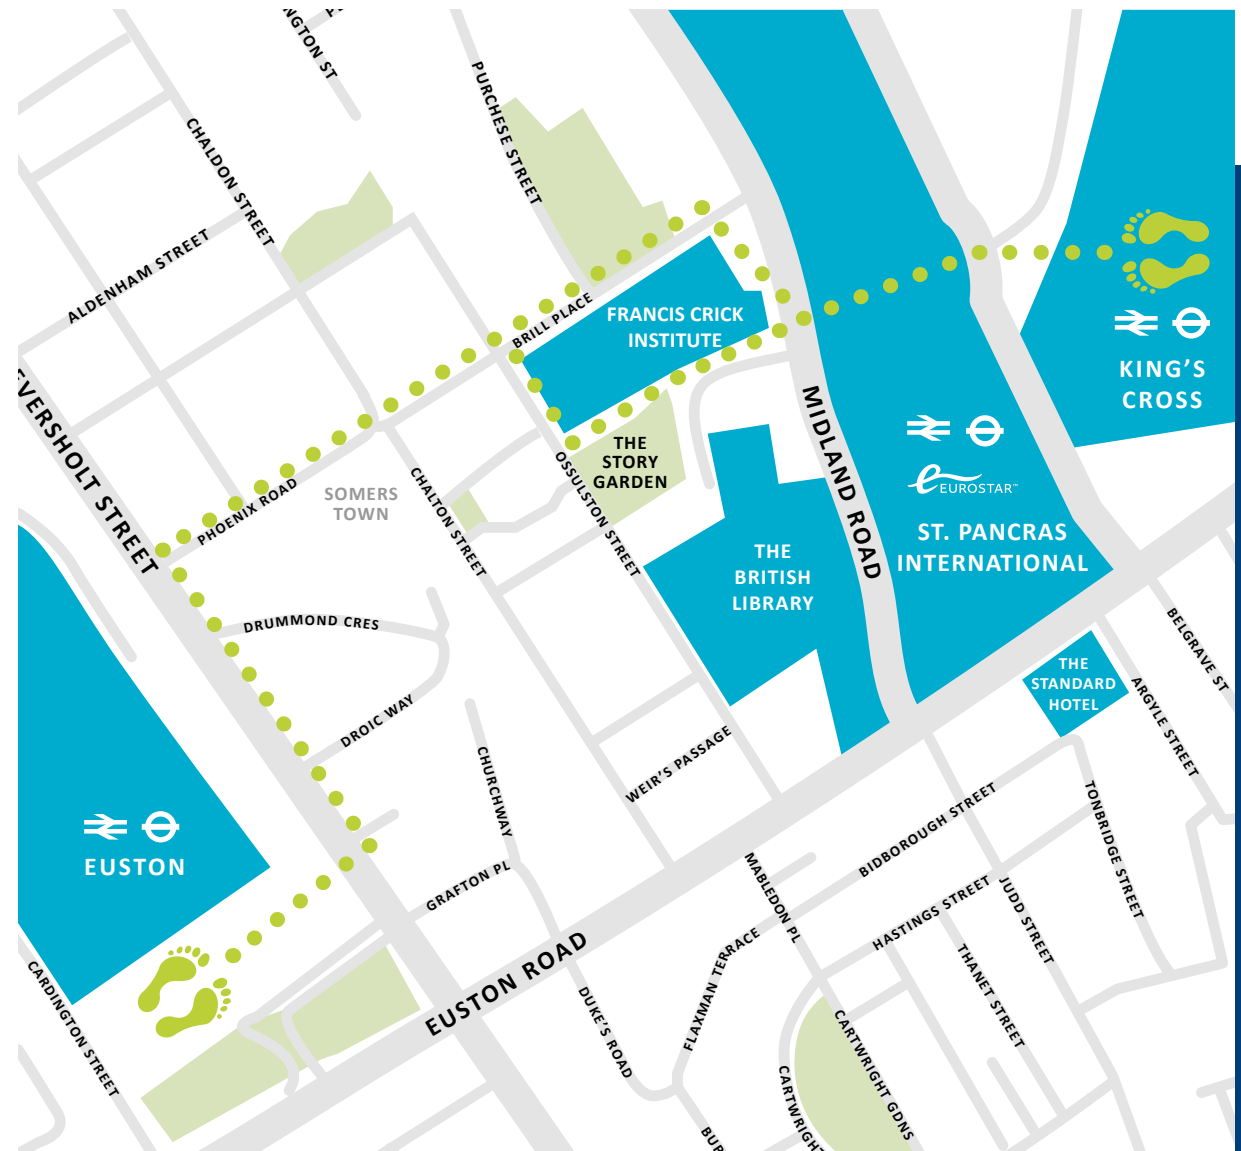 NGTON ST
PURCHESE STREET
CHALDON STREET
ALDENHAM STREET
EVERSHOLT STREET
BRILL PLACE
FRANCIS CRICK
INSTITUTE
KING'S
CROSS
MIDLAND ROAD
THE
STORY
GARDEN
OSSULSTON STREET
CHALTON STREET
PHOENIX ROAD
SOMERS
TOWN
e
EUROSTAR™
ST. PANCRAS
INTERNATIONAL
THE
BRITISH
LIBRARY
DRUMMOND CRES
DROIC WAY
CHURCHWAY
WEIR'S PASSAGE
THE
STANDARD
HOTEL
BELGRAVE ST
ARGYLE STREET
TONBRIDGE STREET
BIDBOROUGH STREET
HASTINGS STREET
JUDD STREET
THANET STREET
MABLEDON PL
FLAXMAN TERRACE
EUSTON
GRAFTON PL
EUSTON ROAD
DUKE'S ROAD
CARDINGTON STREET
CARTWRIGHT GDNS
CARTWRIGHT
BUR